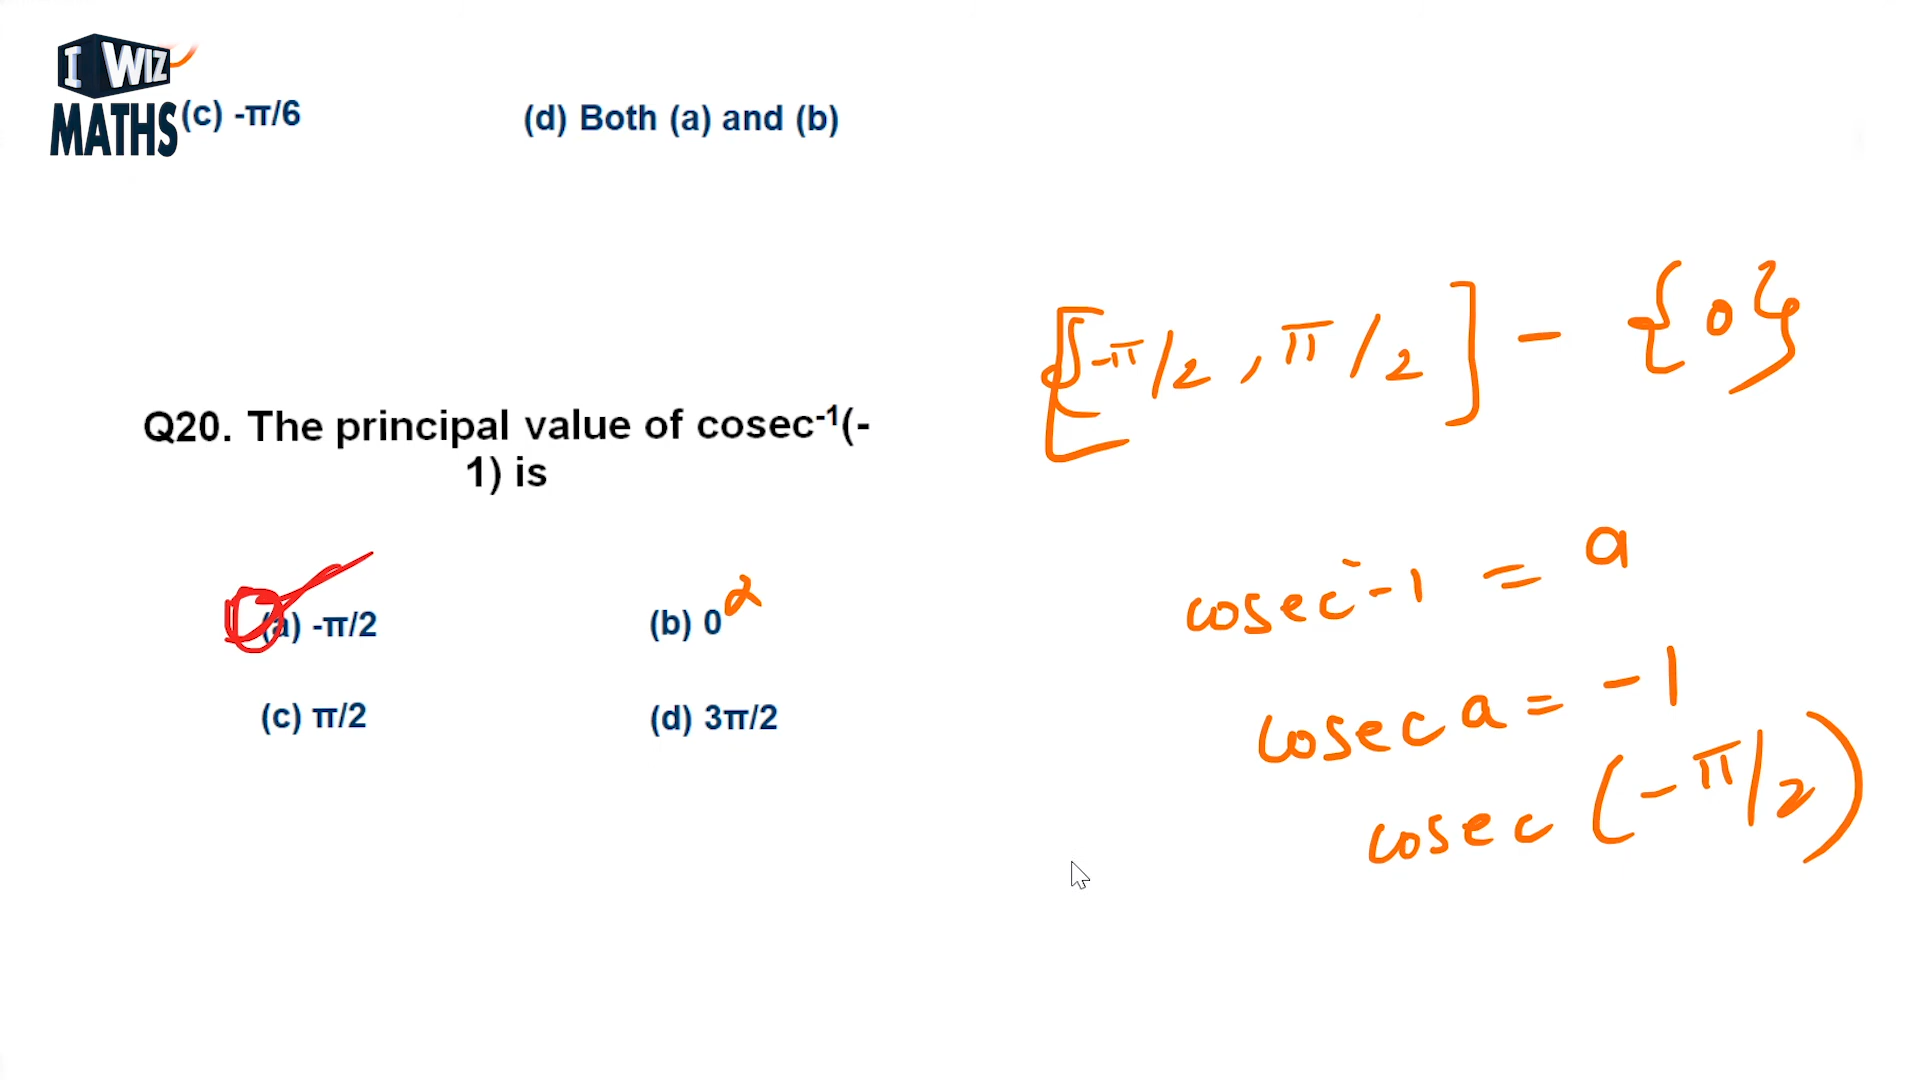 I WIZ
MATHS
(c) -π/6
(d) Both (a) and (b)
[-π/2 , π/2] - {0}
Q20. The principal value of cosec⁻¹(-
1) is
cosec⁻ -1 = a
(a) -π/2
(b) 0
(c) π/2
(d) 3π/2
cosec a = -1
cosec (-π/2)